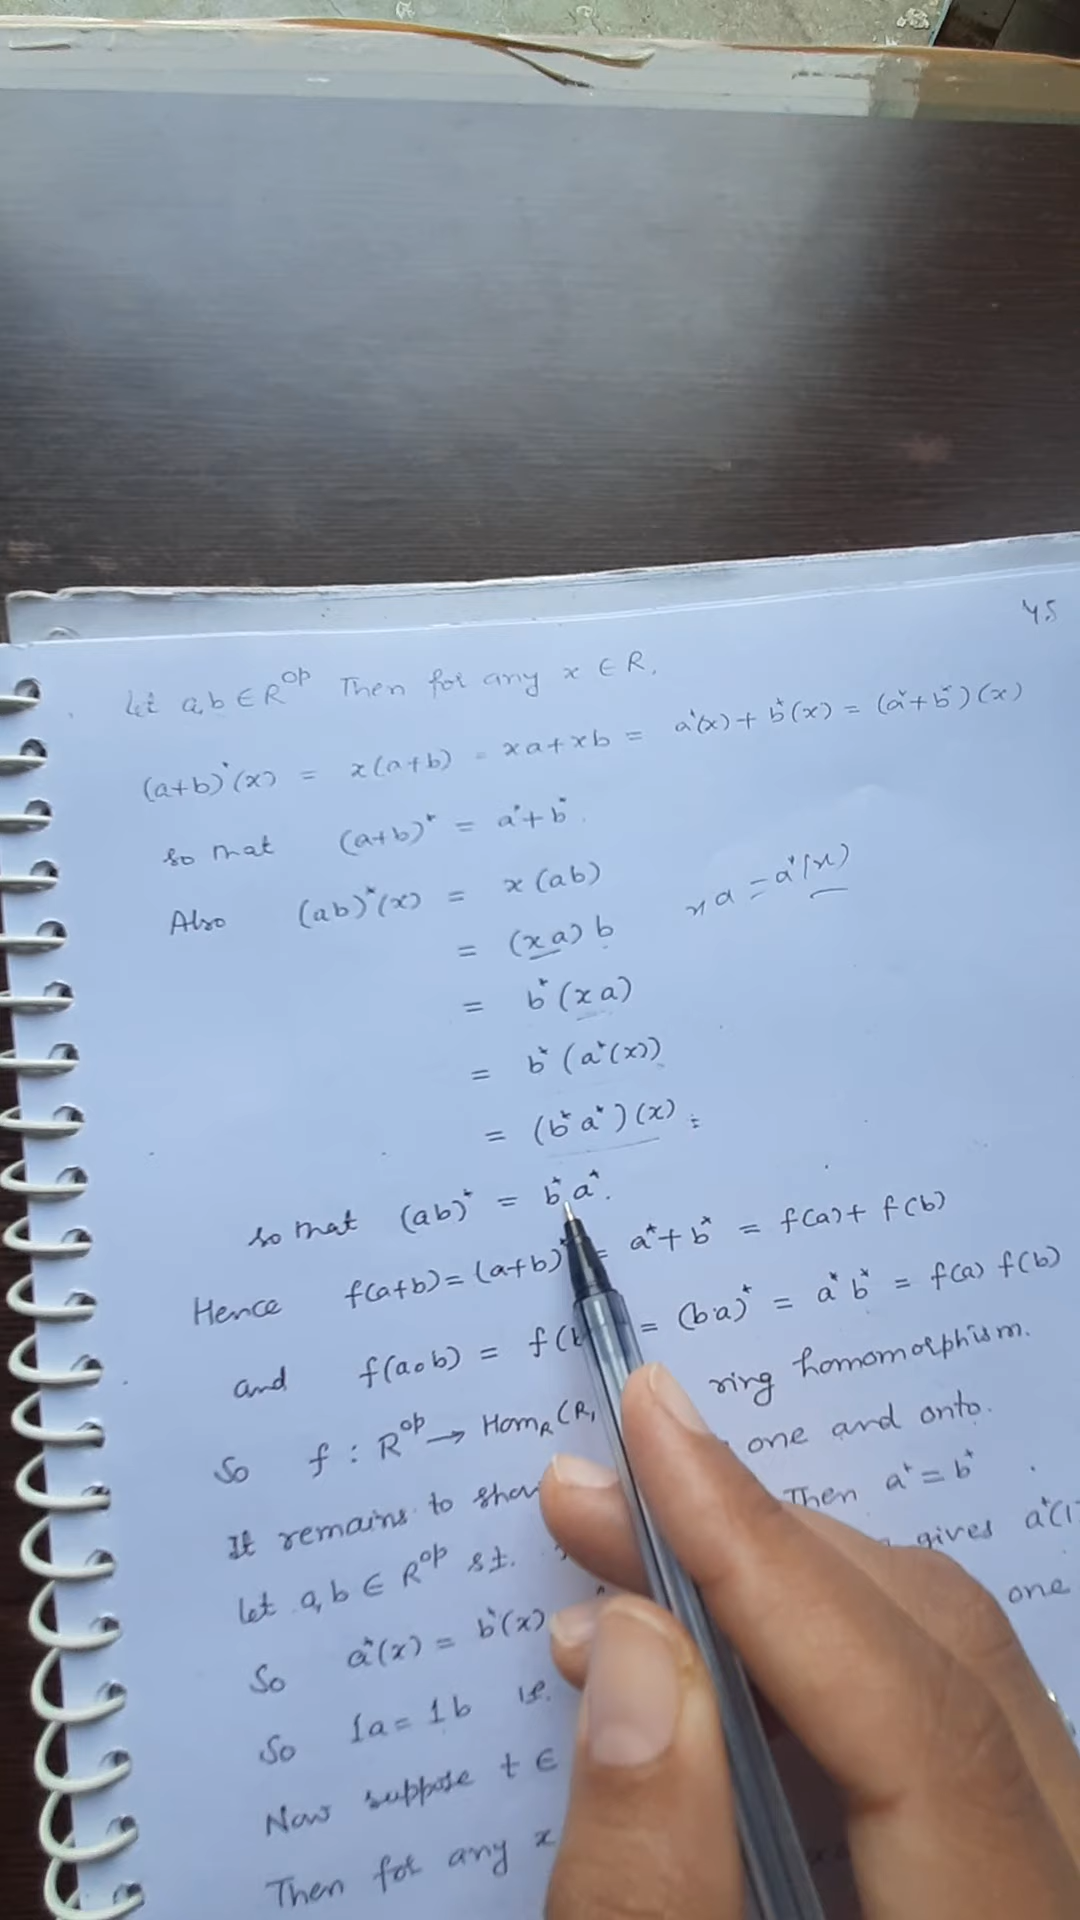 45
Let a,b ∈ R^op Then for any x ∈ R,
(a+b)*(x) = x(a+b) = xa+xb = a*(x)+b*(x) = (a*+b*)(x)
so that (a+b)* = a*+b*.
Also (ab)*(x) = x(ab)
= (xa)b xa = a*(x)
= b*(xa)
= b*(a*(x))
= (b*a*)(x).
so that (ab)* = b*a*.
Hence f(a+b) = (a+b)* = a*+b* = f(a)+f(b)
and f(a∘b) = f(b = (b·a)* = a*b* = f(a) f(b)
So f : R^op → Hom_R(R, ring homomorphism.
It remains to show one and onto.
Let a,b ∈ R^op s.t. Then a* = b*
So a*(x) = b*(x) gives a*(1
So 1a = 1b i.e. one
Now suppose t ∈
Then for any x